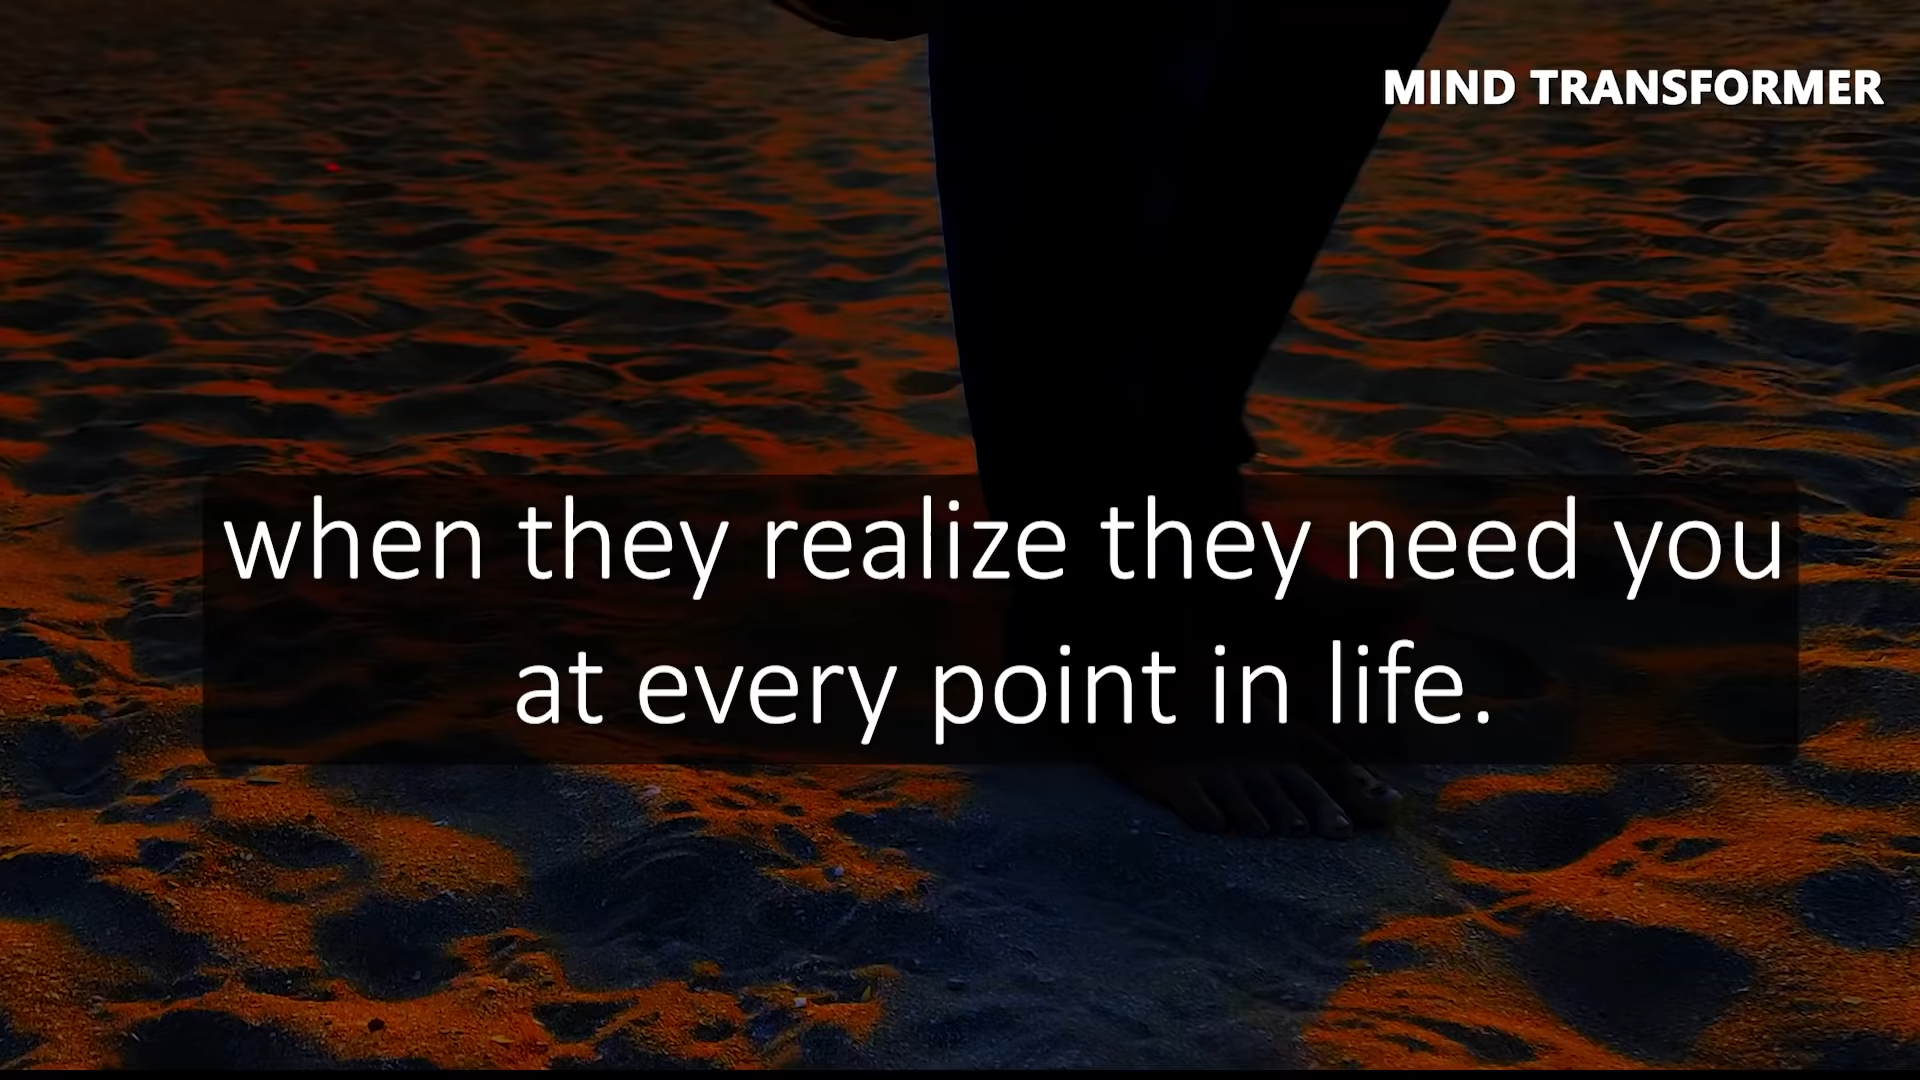 MIND TRANSFORMER
when they realize they need you
at every point in life.